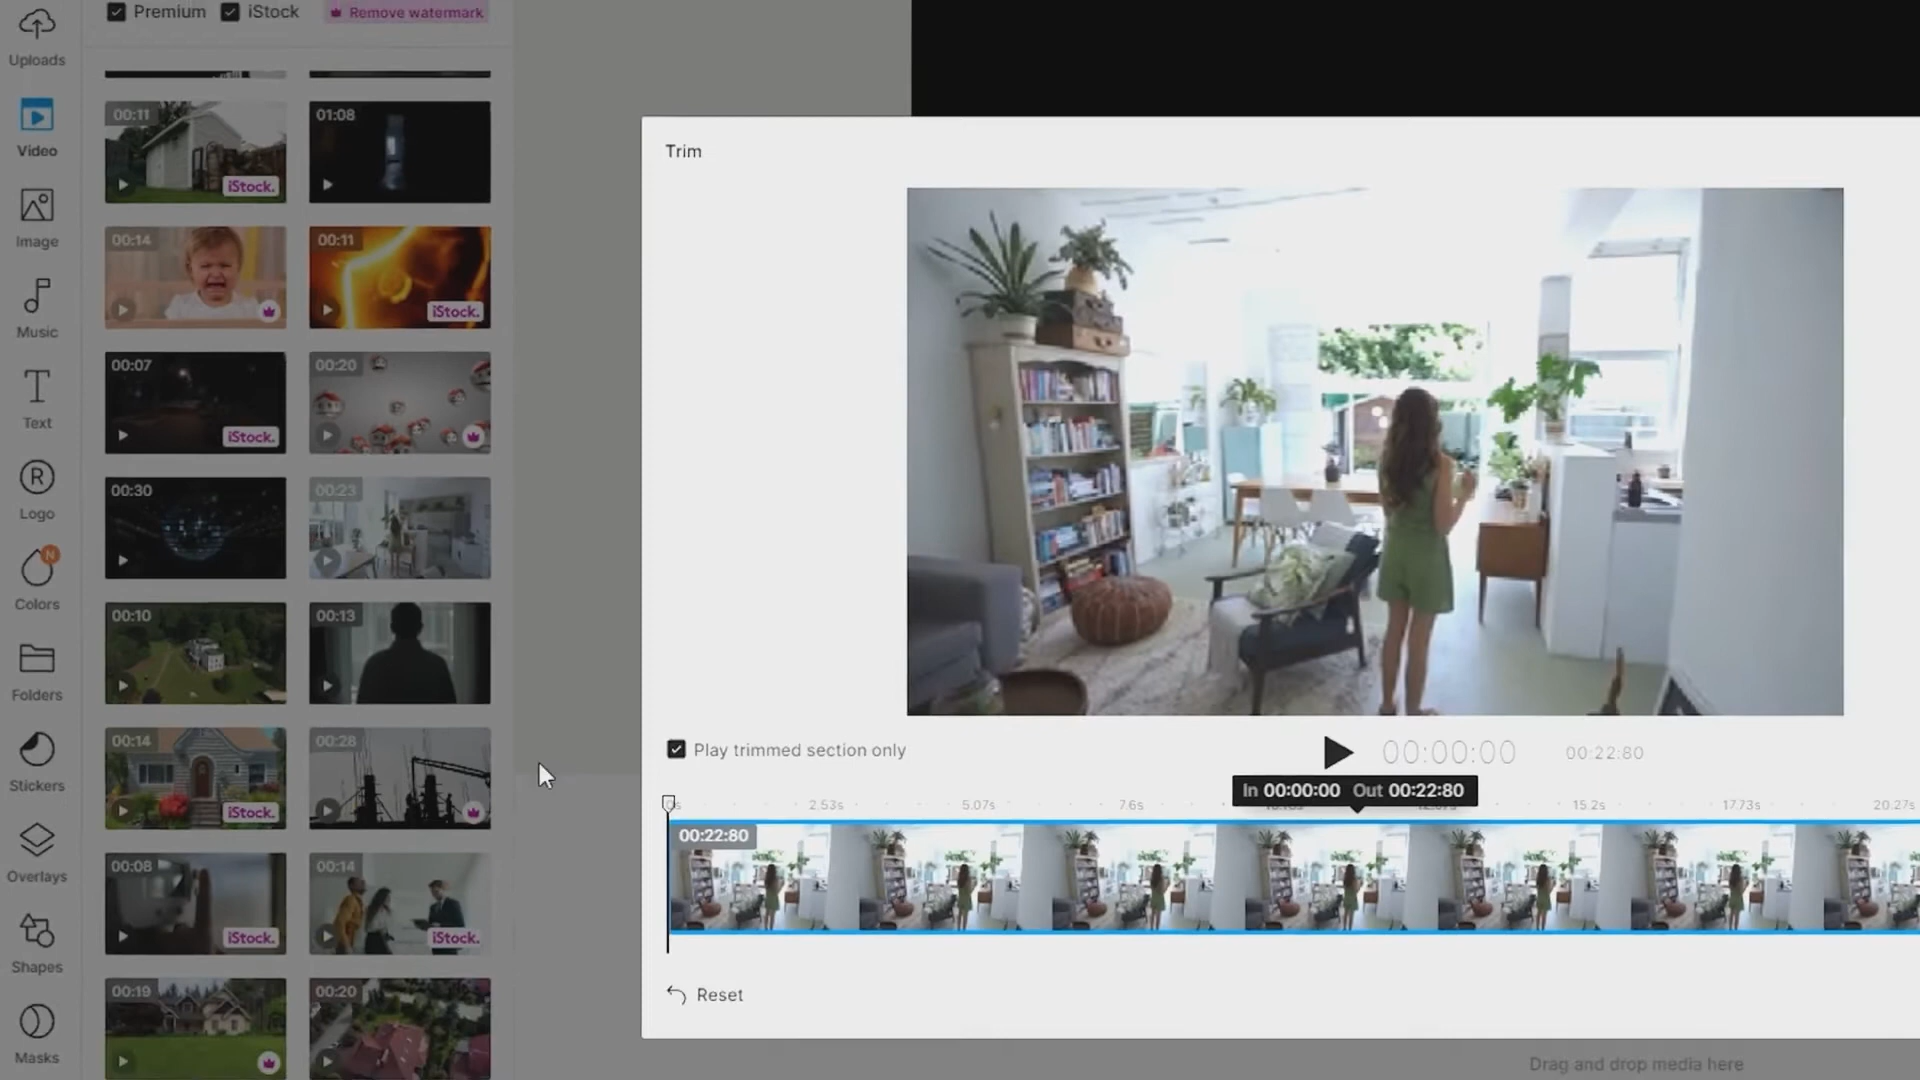 Premium
iStock
Remove watermark
Uploads
Video
Image
Music
Text
R
Logo
N
Colors
Folders
Stickers
Overlays
Shapes
Masks
00:11
iStock.
01:08
00:14
00:11
iStock.
00:07
iStock.
00:20
00:30
00:23
00:10
00:13
00:14
iStock.
00:28
00:08
iStock.
00:14
iStock.
00:19
00:20
Trim
Play trimmed section only
00:00:00
00:22:80
In 00:00:00 Out 00:22:80
2.53s
5.07s
7.6s
15.2s
17.73s
20.27s
00:22:80
Reset
Drag and drop media here